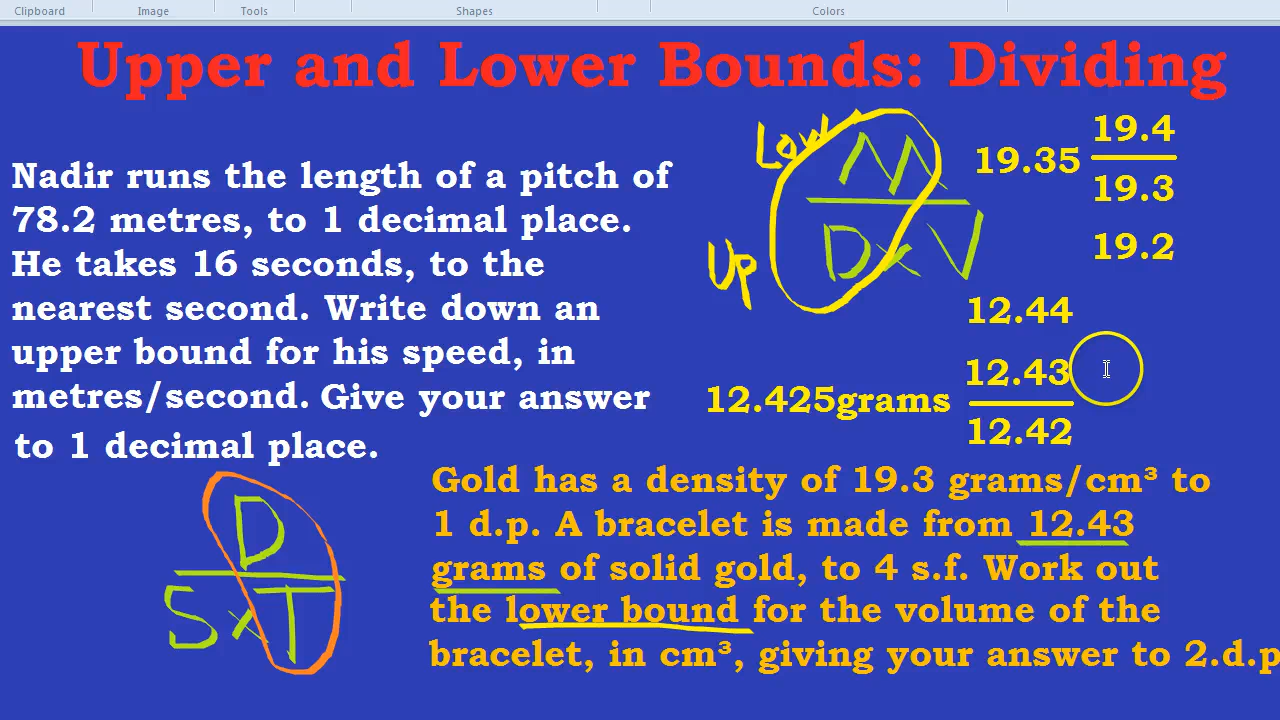 Clipboard Image Tools Shapes Colors
Upper and Lower Bounds: Dividing
Nadir runs the length of a pitch of
78.2 metres, to 1 decimal place.
He takes 16 seconds, to the
nearest second. Write down an
upper bound for his speed, in
metres/second. Give your answer
to 1 decimal place.
D
S x T
Low M
Up D x V
19.4
19.35
19.3
19.2
12.44
12.43
12.425grams
12.42
Gold has a density of 19.3 grams/cm³ to
1 d.p. A bracelet is made from 12.43
grams of solid gold, to 4 s.f. Work out
the lower bound for the volume of the
bracelet, in cm³, giving your answer to 2.d.p